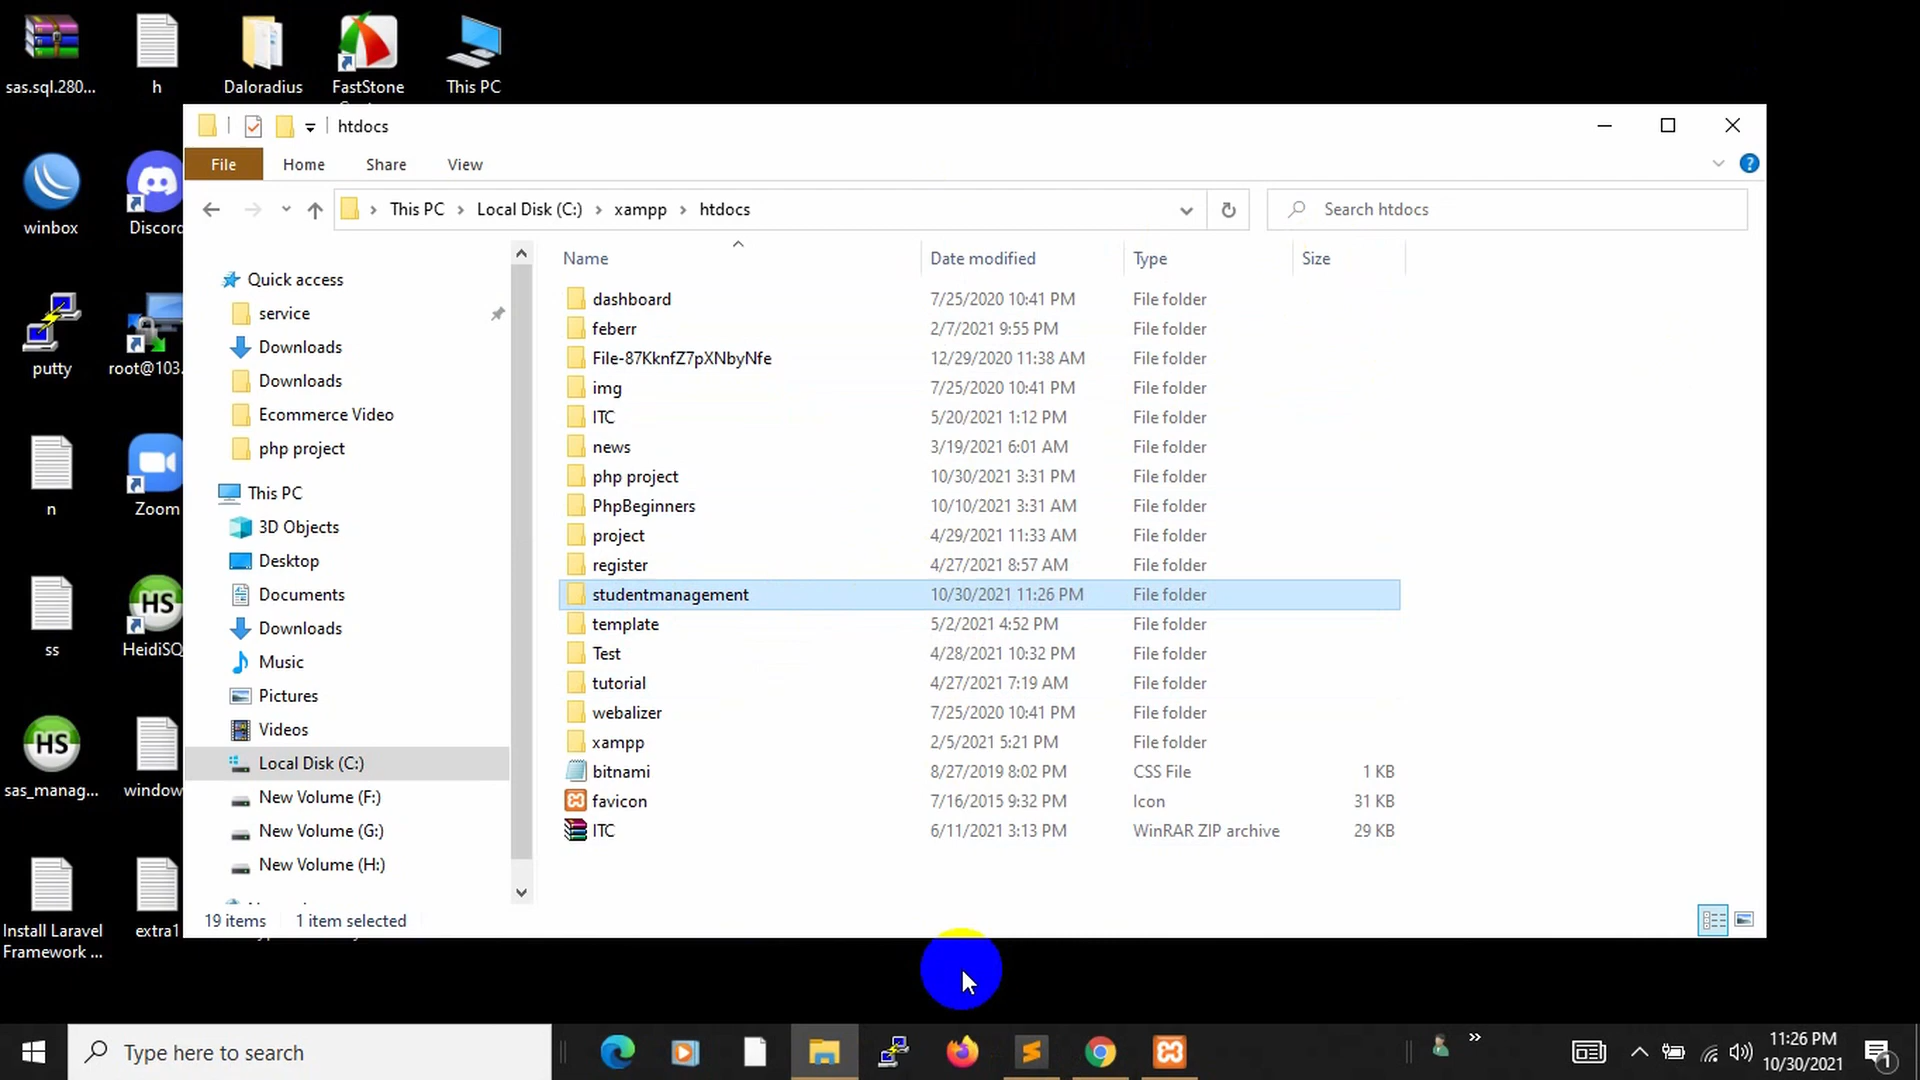 sas.sql.280...
h
Daloradius
FastStone
This PC
winbox
Discord
putty
root@103.
n
Zoom
ss
HeidiSQ
sas_manag...
window
Install Laravel
Framework ...
extra1
htdocs
File
Home
Share
View
This PC
Local Disk (C:)
xampp
htdocs
Search htdocs
Quick access
service
Downloads
Downloads
Ecommerce Video
php project
This PC
3D Objects
Desktop
Documents
Downloads
Music
Pictures
Videos
Local Disk (C:)
New Volume (F:)
New Volume (G:)
New Volume (H:)
Name Date modified Type Size
dashboard 7/25/2020 10:41 PM File folder
feberr 2/7/2021 9:55 PM File folder
File-87KknfZ7pXNbyNfe 12/29/2020 11:38 AM File folder
img 7/25/2020 10:41 PM File folder
ITC 5/20/2021 1:12 PM File folder
news 3/19/2021 6:01 AM File folder
php project 10/30/2021 3:31 PM File folder
PhpBeginners 10/10/2021 3:31 AM File folder
project 4/29/2021 11:33 AM File folder
register 4/27/2021 8:57 AM File folder
studentmanagement 10/30/2021 11:26 PM File folder
template 5/2/2021 4:52 PM File folder
Test 4/28/2021 10:32 PM File folder
tutorial 4/27/2021 7:19 AM File folder
webalizer 7/25/2020 10:41 PM File folder
xampp 2/5/2021 5:21 PM File folder
bitnami 8/27/2019 8:02 PM CSS File 1 KB
favicon 7/16/2015 9:32 PM Icon 31 KB
ITC 6/11/2021 3:13 PM WinRAR ZIP archive 29 KB
19 items
1 item selected
Type here to search
11:26 PM
10/30/2021
1